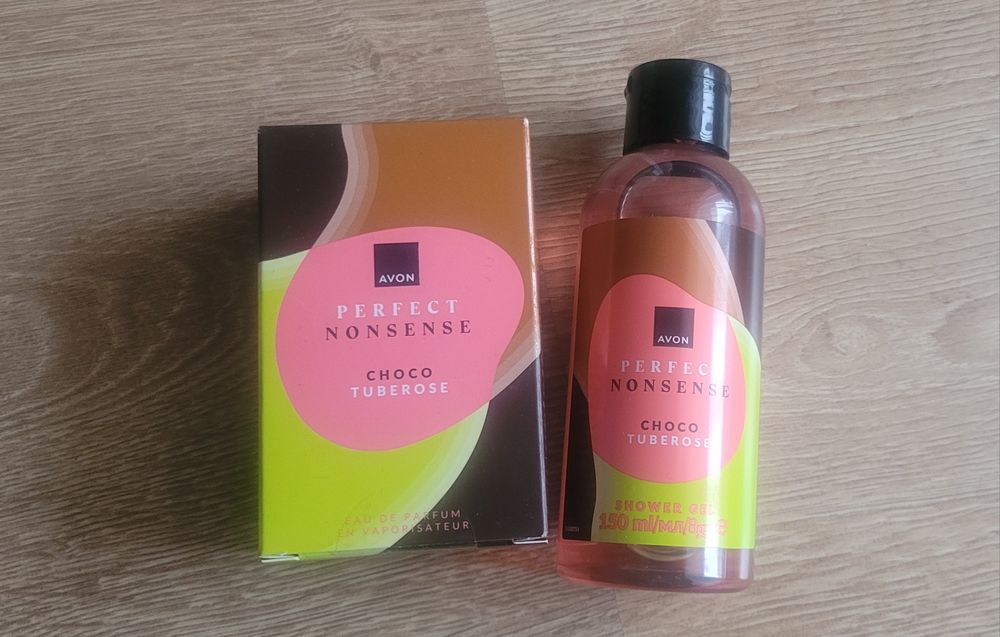 AVON
PERFECT
NONSENSE
CHOCO
TUBEROSE
EAU DE PARFUM
EN VAPORISATEUR
AVON
PERFECT
NONSENSE
CHOCO
TUBEROSE
SHOWER GEL
150 ml/мл/